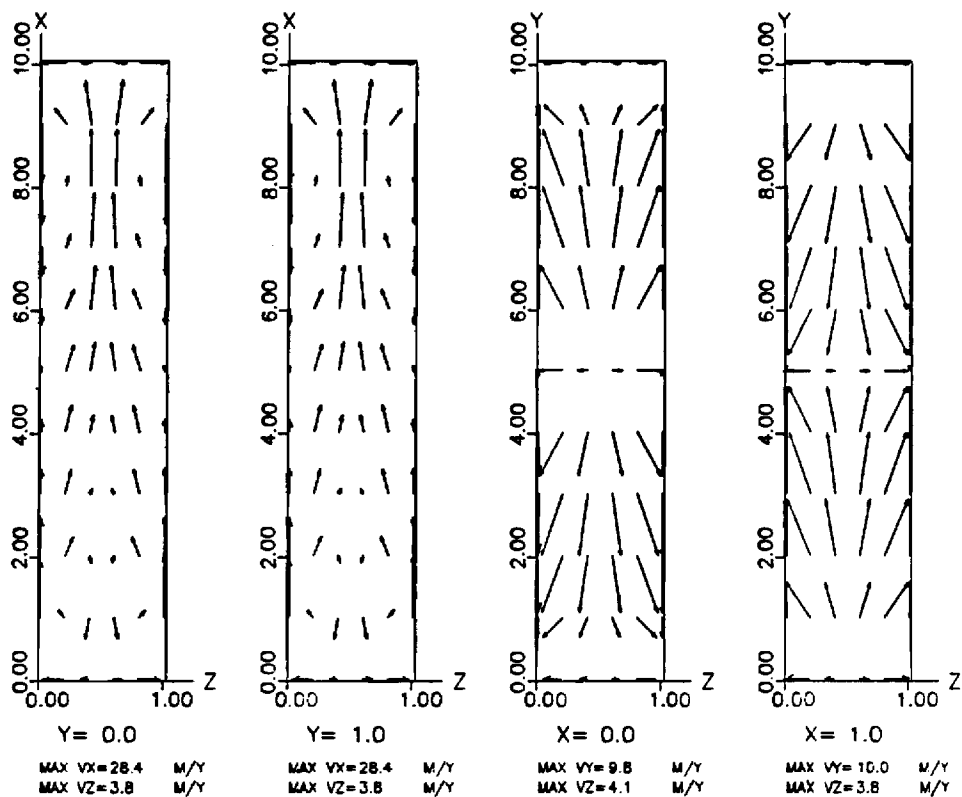 X
10.00
8.00
6.00
4.00
2.00
0.00
0.00 1.00 Z
Y= 0.0
MAX VX=28.4 M/Y
MAX VZ=3.8 M/Y
X
10.00
8.00
6.00
4.00
2.00
0.00
0.00 1.00 Z
Y= 1.0
MAX VX=28.4 M/Y
MAX VZ=3.8 M/Y
Y
10.00
8.00
6.00
4.00
2.00
0.00
0.00 1.00 Z
X= 0.0
MAX VY=9.8 M/Y
MAX VZ=4.1 M/Y
Y
10.00
8.00
6.00
4.00
2.00
0.00
0.00 1.00 Z
X= 1.0
MAX VY=10.0 M/Y
MAX VZ=3.8 M/Y